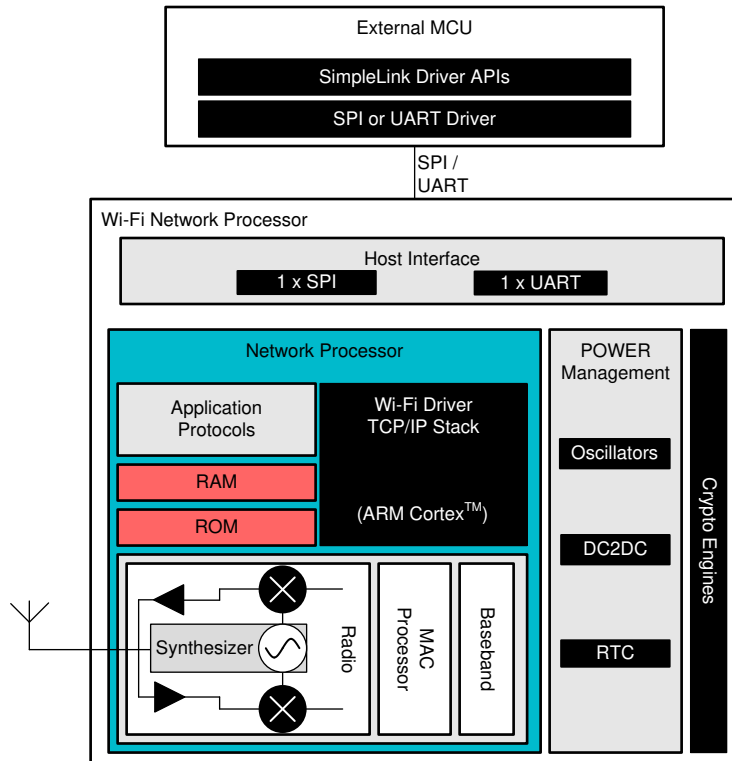 External MCU
SimpleLink Driver APIs
SPI or UART Driver
SPI /
UART
Wi-Fi Network Processor
Host Interface
1 x SPI
1 x UART
Network Processor
Application
Protocols
Wi-Fi Driver
TCP/IP Stack
(ARM Cortex™)
RAM
ROM
Synthesizer
Radio
MAC
Processor
Baseband
POWER
Management
Oscillators
DC2DC
RTC
Crypto Engines